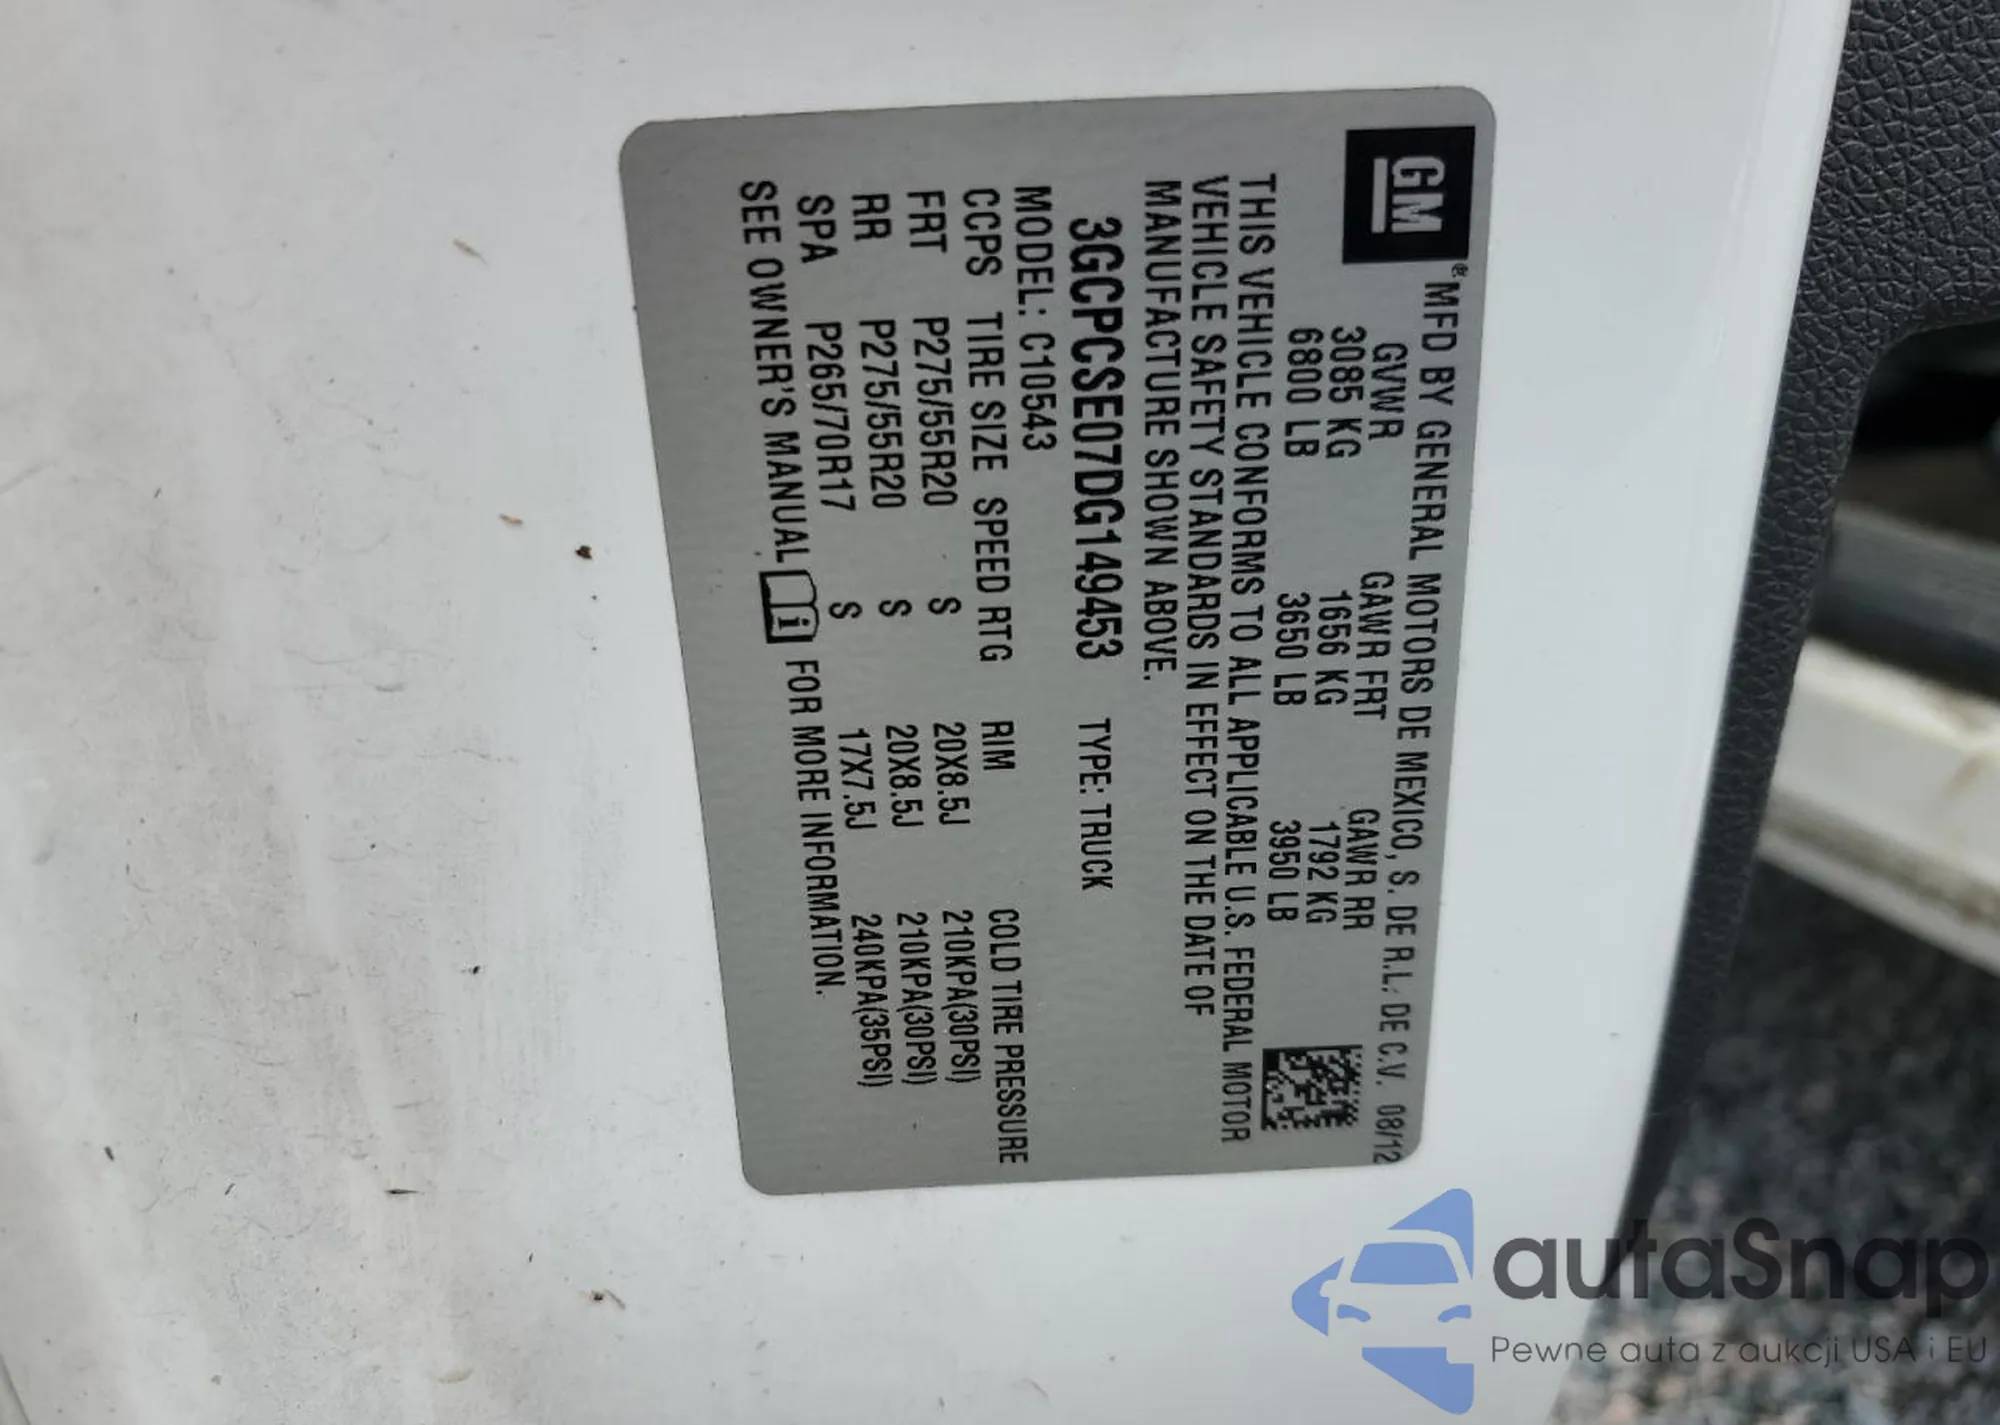 GM
®
MFD BY GENERAL MOTORS DE MEXICO, S. DE R.L. DE C.V. 08/12
GVWR GAWR FRT GAWR RR
3085 KG 1656 KG 1792 KG
6800 LB 3650 LB 3950 LB
THIS VEHICLE CONFORMS TO ALL APPLICABLE U.S. FEDERAL MOTOR
VEHICLE SAFETY STANDARDS IN EFFECT ON THE DATE OF
MANUFACTURE SHOWN ABOVE.
3GCPCSE07DG149453 TYPE: TRUCK
MODEL: C10543
CCPS TIRE SIZE SPEED RTG RIM COLD TIRE PRESSURE
FRT P275/55R20 S 20X8.5J 210KPA(30PSI)
RR P275/55R20 S 20X8.5J 210KPA(30PSI)
SPA P265/70R17 S 17X7.5J 240KPA(35PSI)
SEE OWNER'S MANUAL i FOR MORE INFORMATION.
autaSnap
Pewne auta z aukcji USA i EU